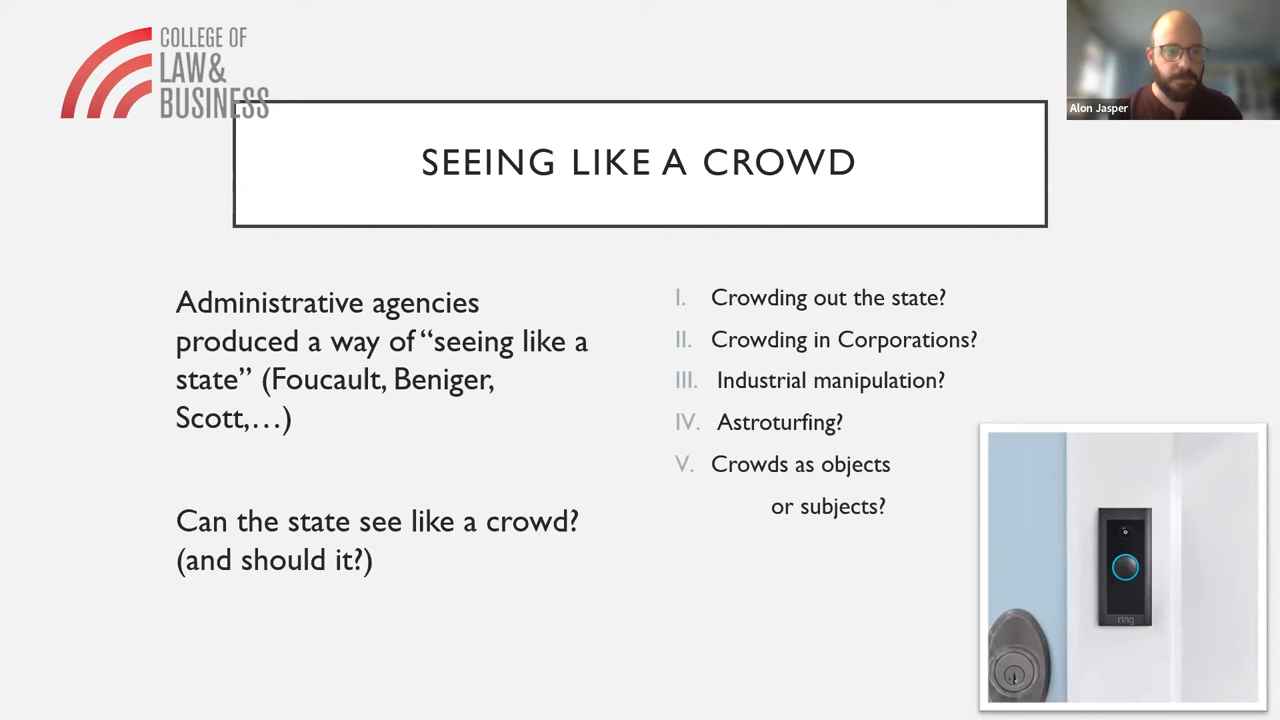 COLLEGE OF
LAW&
BUSINESS
Alon Jasper
SEEING LIKE A CROWD
Administrative agencies
produced a way of “seeing like a
state” (Foucault, Beniger,
Scott,…)
Can the state see like a crowd?
(and should it?)
I. Crowding out the state?
II. Crowding in Corporations?
III. Industrial manipulation?
IV. Astroturfing?
V. Crowds as objects
or subjects?
ring